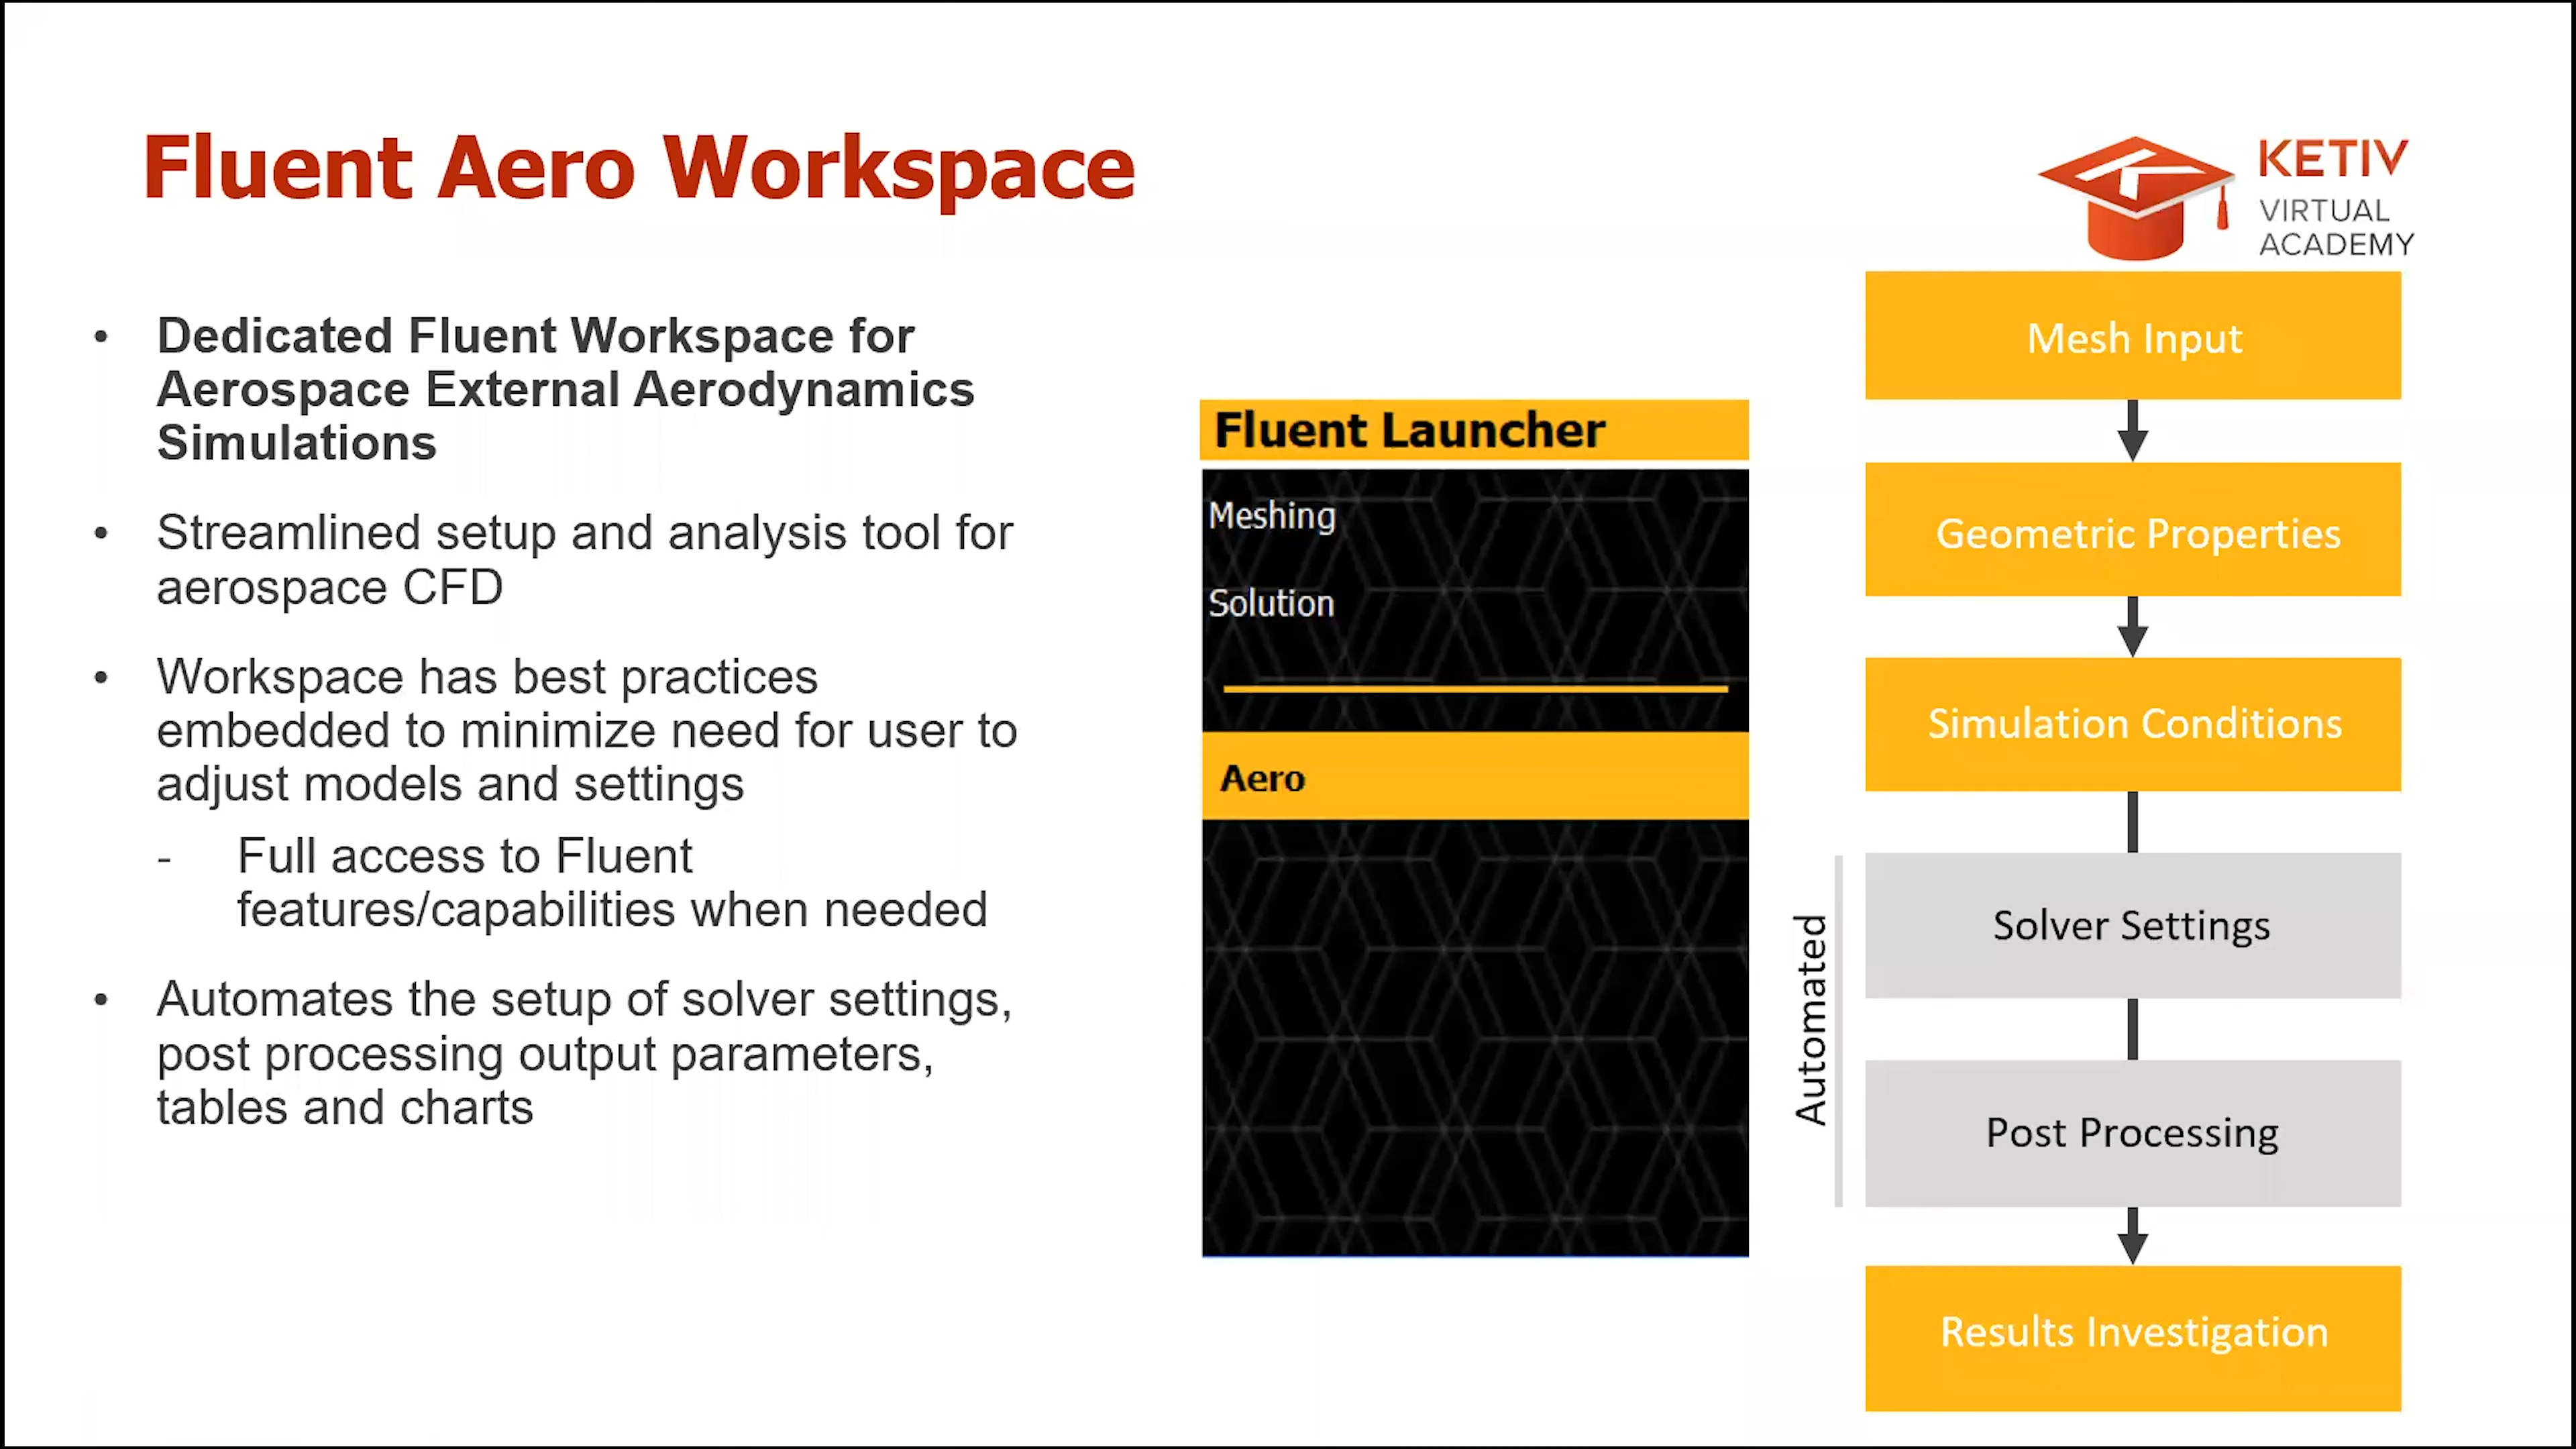 Fluent Aero Workspace
KETIV
VIRTUAL
ACADEMY
• Dedicated Fluent Workspace for
Aerospace External Aerodynamics
Simulations
• Streamlined setup and analysis tool for
aerospace CFD
• Workspace has best practices
embedded to minimize need for user to
adjust models and settings
- Full access to Fluent
features/capabilities when needed
• Automates the setup of solver settings,
post processing output parameters,
tables and charts
Fluent Launcher
Meshing
Solution
Aero
Mesh Input
Geometric Properties
Simulation Conditions
Automated
Solver Settings
Post Processing
Results Investigation